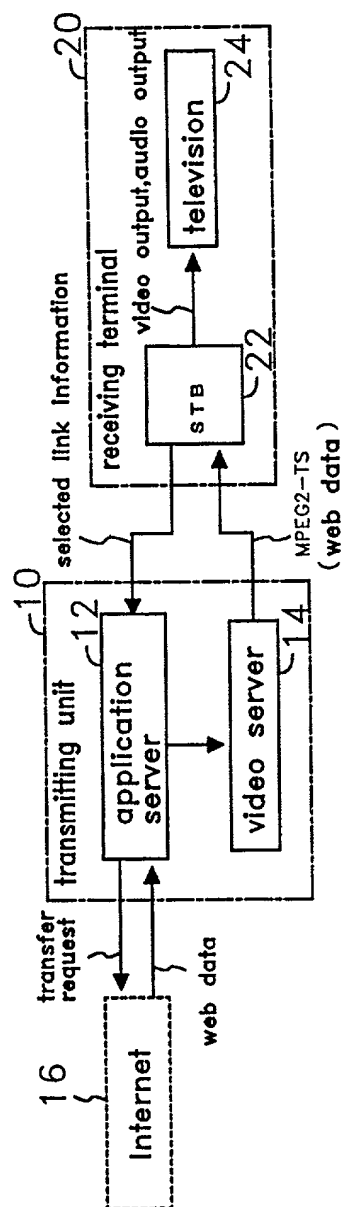 16
Internet
transfer
request
web data
10
transmitting unit
12
application
server
video server
14
selected link information
MPEG2-TS
(web data)
20
receiving terminal
STB
22
video output,audio output
television
24